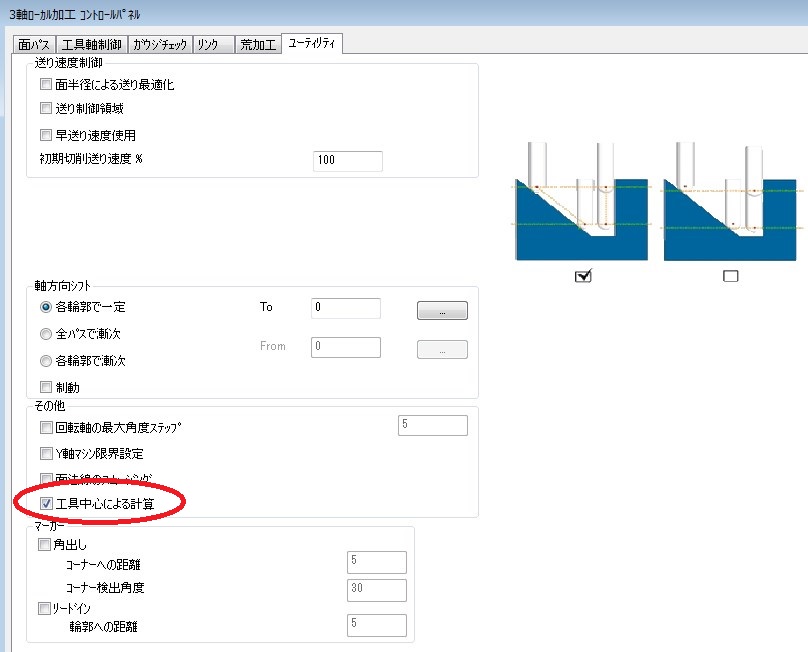 3軸ﾛｰｶﾙ加工 ｺﾝﾄﾛｰﾙﾊﾟﾈﾙ
面ﾊﾟｽ 工具軸制御 ｶﾞｳｼﾞﾁｪｯｸ ﾘﾝｸ 荒加工 ﾕｰﾃｨﾘﾃｨ
送り速度制御
面半径による送り最適化
送り制御領域
早送り速度使用
初期切削送り速度 % 100
軸方向ｼﾌﾄ
各輪郭で一定 To 0 ...
全ﾊﾟｽで漸次
From 0 ...
各輪郭で漸次
制動
その他
回転軸の最大角度ｽﾃｯﾌﾟ 5
Y軸ﾏｼﾝ限界設定
面法線のｽﾑｰｼﾞﾝｸﾞ
工具中心による計算
ﾏｰｶｰ
角出し
ｺｰﾅｰへの距離 5
ｺｰﾅｰ検出角度 30
ﾘｰﾄﾞｲﾝ
輪郭への距離 5